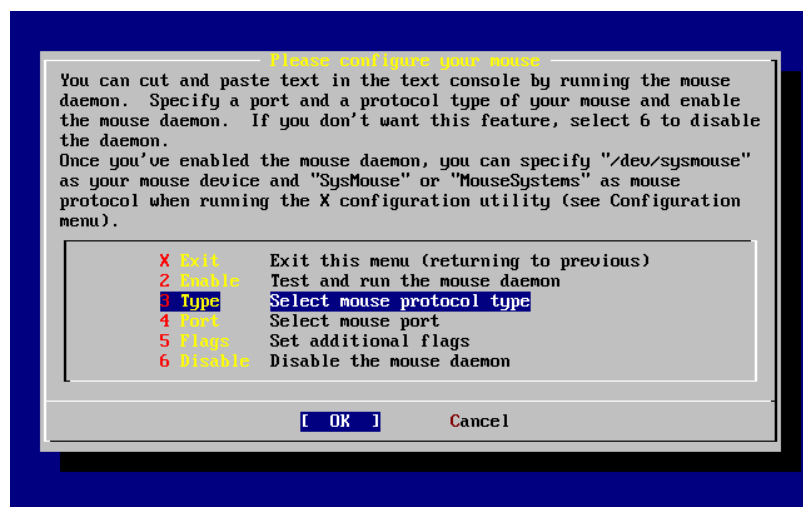 Please configure your mouse
You can cut and paste text in the text console by running the mouse
daemon.  Specify a port and a protocol type of your mouse and enable
the mouse daemon.  If you don't want this feature, select 6 to disable
the daemon.
Once you've enabled the mouse daemon, you can specify "/dev/sysmouse"
as your mouse device and "SysMouse" or "MouseSystems" as mouse
protocol when running the X configuration utility (see Configuration
menu).
X Exit Exit this menu (returning to previous)
2 Enable Test and run the mouse daemon
3 Type Select mouse protocol type
4 Port Select mouse port
5 Flags Set additional flags
6 Disable Disable the mouse daemon
[ OK ] Cancel